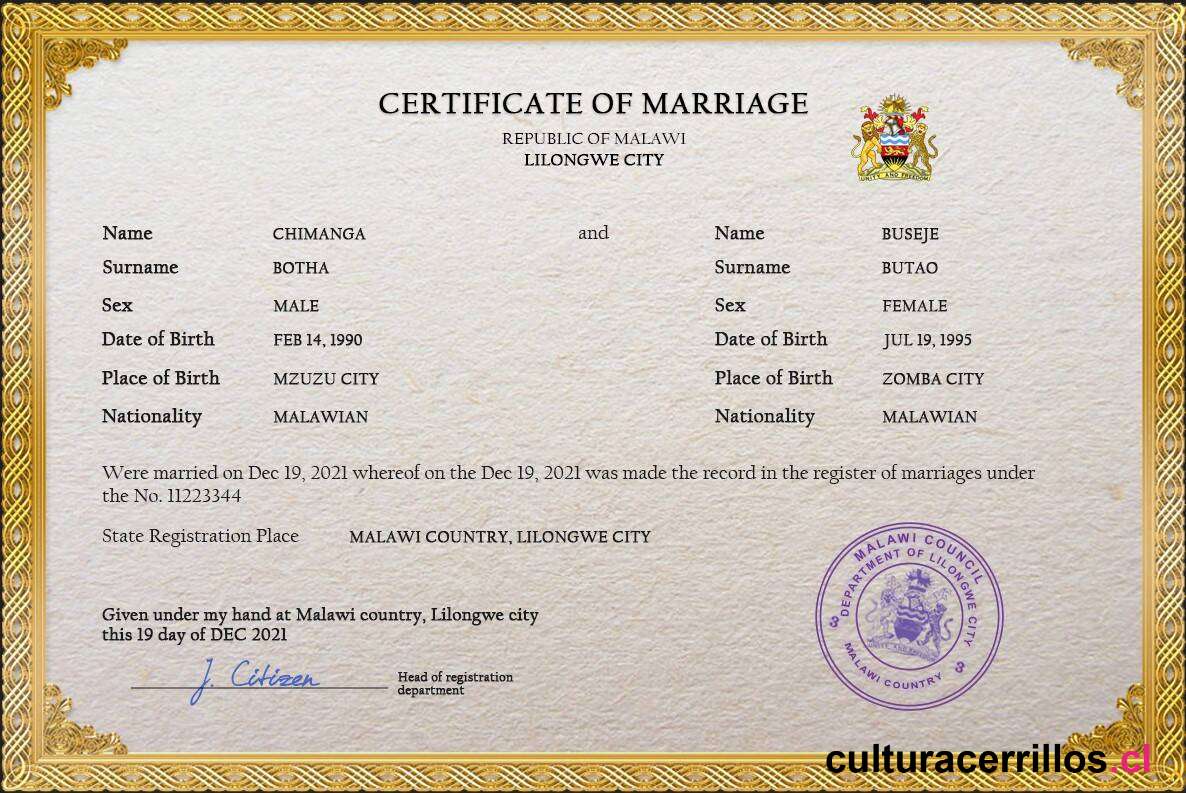 CERTIFICATE OF MARRIAGE
REPUBLIC OF MALAWI
LILONGWE CITY
UNITY AND FREEDOM
Name CHIMANGA and Name BUSEJE
Surname BOTHA Surname BUTAO
Sex MALE Sex FEMALE
Date of Birth FEB 14, 1990 Date of Birth JUL 19, 1995
Place of Birth MZUZU CITY Place of Birth ZOMBA CITY
Nationality MALAWIAN Nationality MALAWIAN
Were married on Dec 19, 2021 whereof on the Dec 19, 2021 was made the record in the register of marriages under
the No. 11223344
State Registration Place MALAWI COUNTRY, LILONGWE CITY
MALAWI COUNCIL
DEPARTMENT OF LILONGWE CITY
3 3
UNITY AND FREEDOM
MALAWI COUNTRY
Given under my hand at Malawi country, Lilongwe city
this 19 day of DEC 2021
J. Citizen Head of registration
department
culturacerrillos.cl